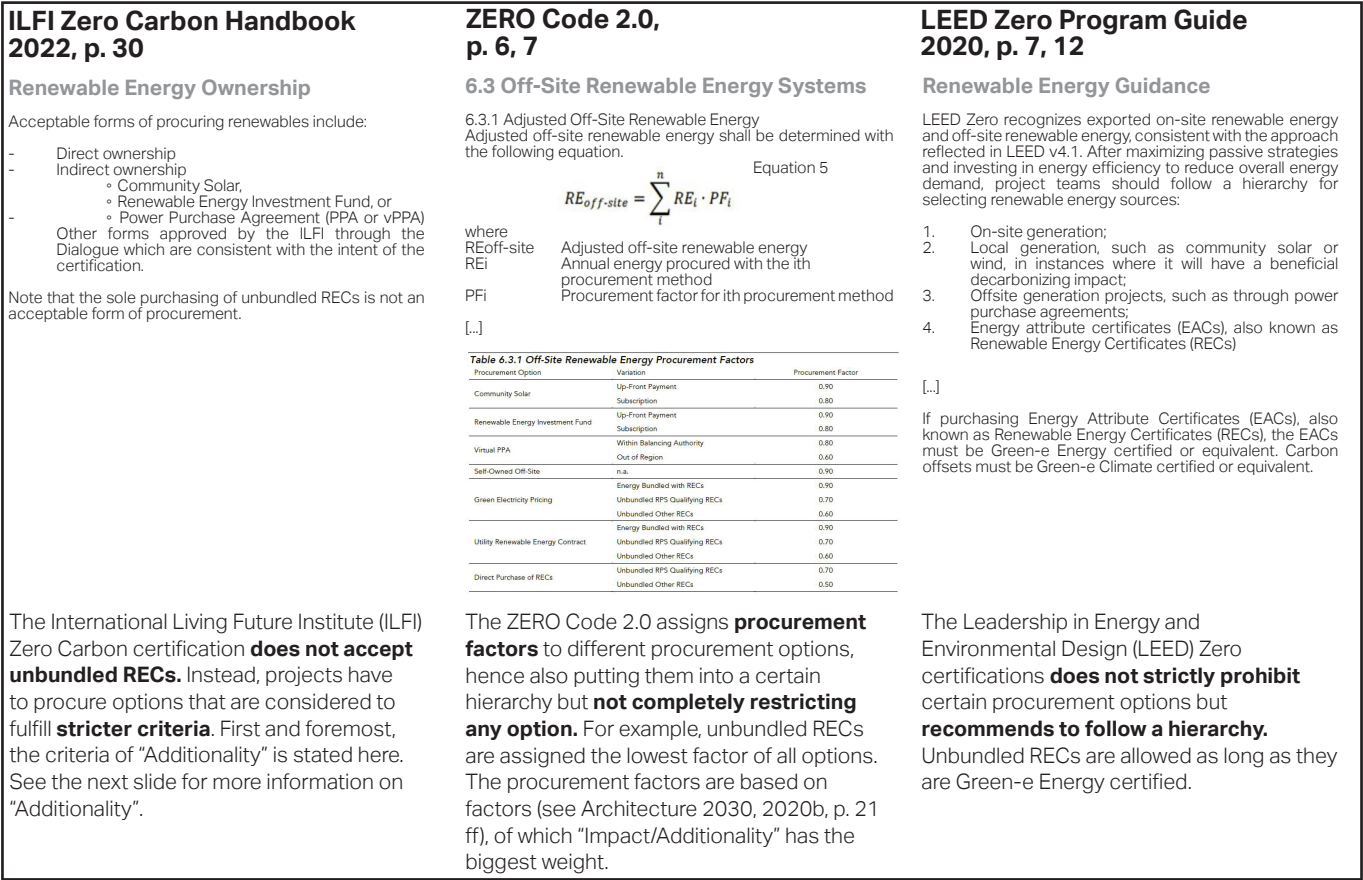 ILFI Zero Carbon Handbook
2022, p. 30
Renewable Energy Ownership
Acceptable forms of procuring renewables include:
- Direct ownership
- Indirect ownership
◦ Community Solar,
◦ Renewable Energy Investment Fund, or
- ◦ Power Purchase Agreement (PPA or vPPA)
Other forms approved by the ILFI through the
Dialogue which are consistent with the intent of the
certification.
Note that the sole purchasing of unbundled RECs is not an
acceptable form of procurement.
The International Living Future Institute (ILFI)
Zero Carbon certification does not accept
unbundled RECs. Instead, projects have
to procure options that are considered to
fulfill stricter criteria. First and foremost,
the criteria of “Additionality” is stated here.
See the next slide for more information on
“Additionality”.
ZERO Code 2.0,
p. 6, 7
6.3 Off-Site Renewable Energy Systems
6.3.1 Adjusted Off-Site Renewable Energy
Adjusted off-site renewable energy shall be determined with
the following equation.
Equation 5
RE_off-site = ∑_i^n RE_i · PF_i
where
REoff-site Adjusted off-site renewable energy
REi Annual energy procured with the ith
procurement method
PFi Procurement factor for ith procurement method
[...]
Table 6.3.1 Off-Site Renewable Energy Procurement Factors
Procurement Option Variation Procurement Factor
Community Solar Up-Front Payment 0.90
Subscription 0.80
Renewable Energy Investment Fund Up-Front Payment 0.90
Subscription 0.80
Virtual PPA Within Balancing Authority 0.80
Out of Region 0.60
Self-Owned Off-Site n.a. 0.90
Green Electricity Pricing Energy Bundled with RECs 0.90
Unbundled RPS Qualifying RECs 0.70
Unbundled Other RECs 0.60
Utility Renewable Energy Contract Energy Bundled with RECs 0.90
Unbundled RPS Qualifying RECs 0.70
Unbundled Other RECs 0.60
Direct Purchase of RECs Unbundled RPS Qualifying RECs 0.70
Unbundled Other RECs 0.50
The ZERO Code 2.0 assigns procurement
factors to different procurement options,
hence also putting them into a certain
hierarchy but not completely restricting
any option. For example, unbundled RECs
are assigned the lowest factor of all options.
The procurement factors are based on
factors (see Architecture 2030, 2020b, p. 21
ff), of which “Impact/Additionality” has the
biggest weight.
LEED Zero Program Guide
2020, p. 7, 12
Renewable Energy Guidance
LEED Zero recognizes exported on-site renewable energy
and off-site renewable energy, consistent with the approach
reflected in LEED v4.1. After maximizing passive strategies
and investing in energy efficiency to reduce overall energy
demand, project teams should follow a hierarchy for
selecting renewable energy sources:
1. On-site generation;
2. Local generation, such as community solar or
wind, in instances where it will have a beneficial
decarbonizing impact;
3. Offsite generation projects, such as through power
purchase agreements;
4. Energy attribute certificates (EACs), also known as
Renewable Energy Certificates (RECs)
[...]
If purchasing Energy Attribute Certificates (EACs), also
known as Renewable Energy Certificates (RECs), the EACs
must be Green-e Energy certified or equivalent. Carbon
offsets must be Green-e Climate certified or equivalent.
The Leadership in Energy and
Environmental Design (LEED) Zero
certifications does not strictly prohibit
certain procurement options but
recommends to follow a hierarchy.
Unbundled RECs are allowed as long as they
are Green-e Energy certified.